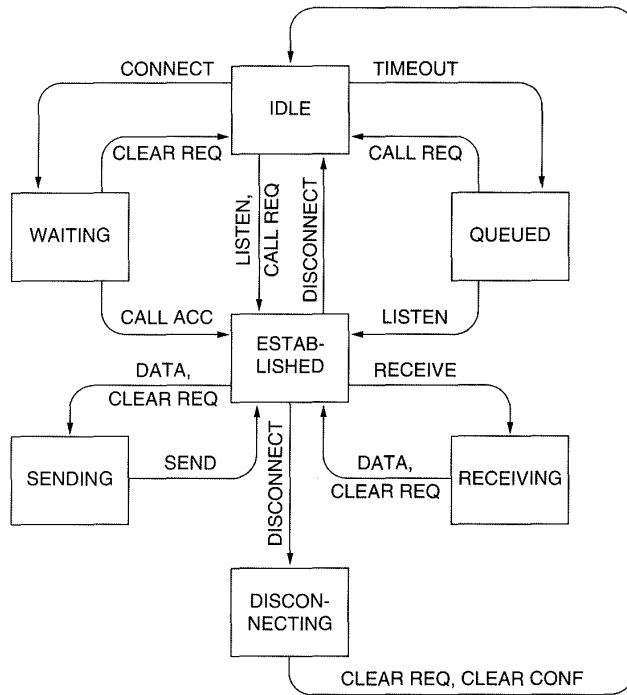 CONNECT
TIMEOUT
IDLE
CLEAR REQ
CALL REQ
WAITING
LISTEN,
CALL REQ
DISCONNECT
QUEUED
CALL ACC
LISTEN
ESTAB-
LISHED
DATA,
CLEAR REQ
RECEIVE
SENDING
SEND
DISCONNECT
DATA,
CLEAR REQ
RECEIVING
DISCON-
NECTING
CLEAR REQ, CLEAR CONF